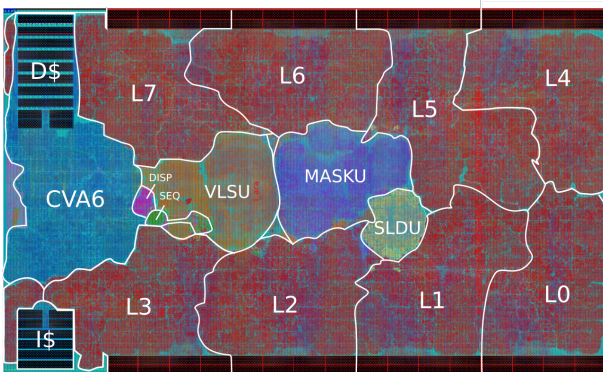 D$
L7
L6
L5
L4
DISP
SEQ
CVA6
VLSU
MASKU
SLDU
L3
L2
L1
L0
I$